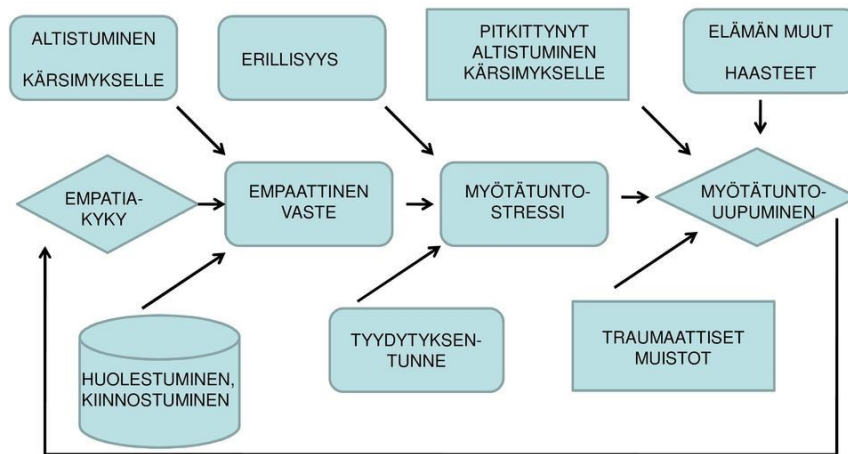 ALTISTUMINEN
KÄRSIMYKSELLE
ERILLISYYS
PITKITTYNYT
ALTISTUMINEN
KÄRSIMYKSELLE
ELÄMÄN MUUT
HAASTEET
EMPATIA-
KYKY
EMPAATTINEN
VASTE
MYÖTÄTUNTO-
STRESSI
MYÖTÄTUNTO-
UUPUMINEN
HUOLESTUMINEN,
KIINNOSTUMINEN
TYYDYTYKSEN-
TUNNE
TRAUMAATTISET
MUISTOT